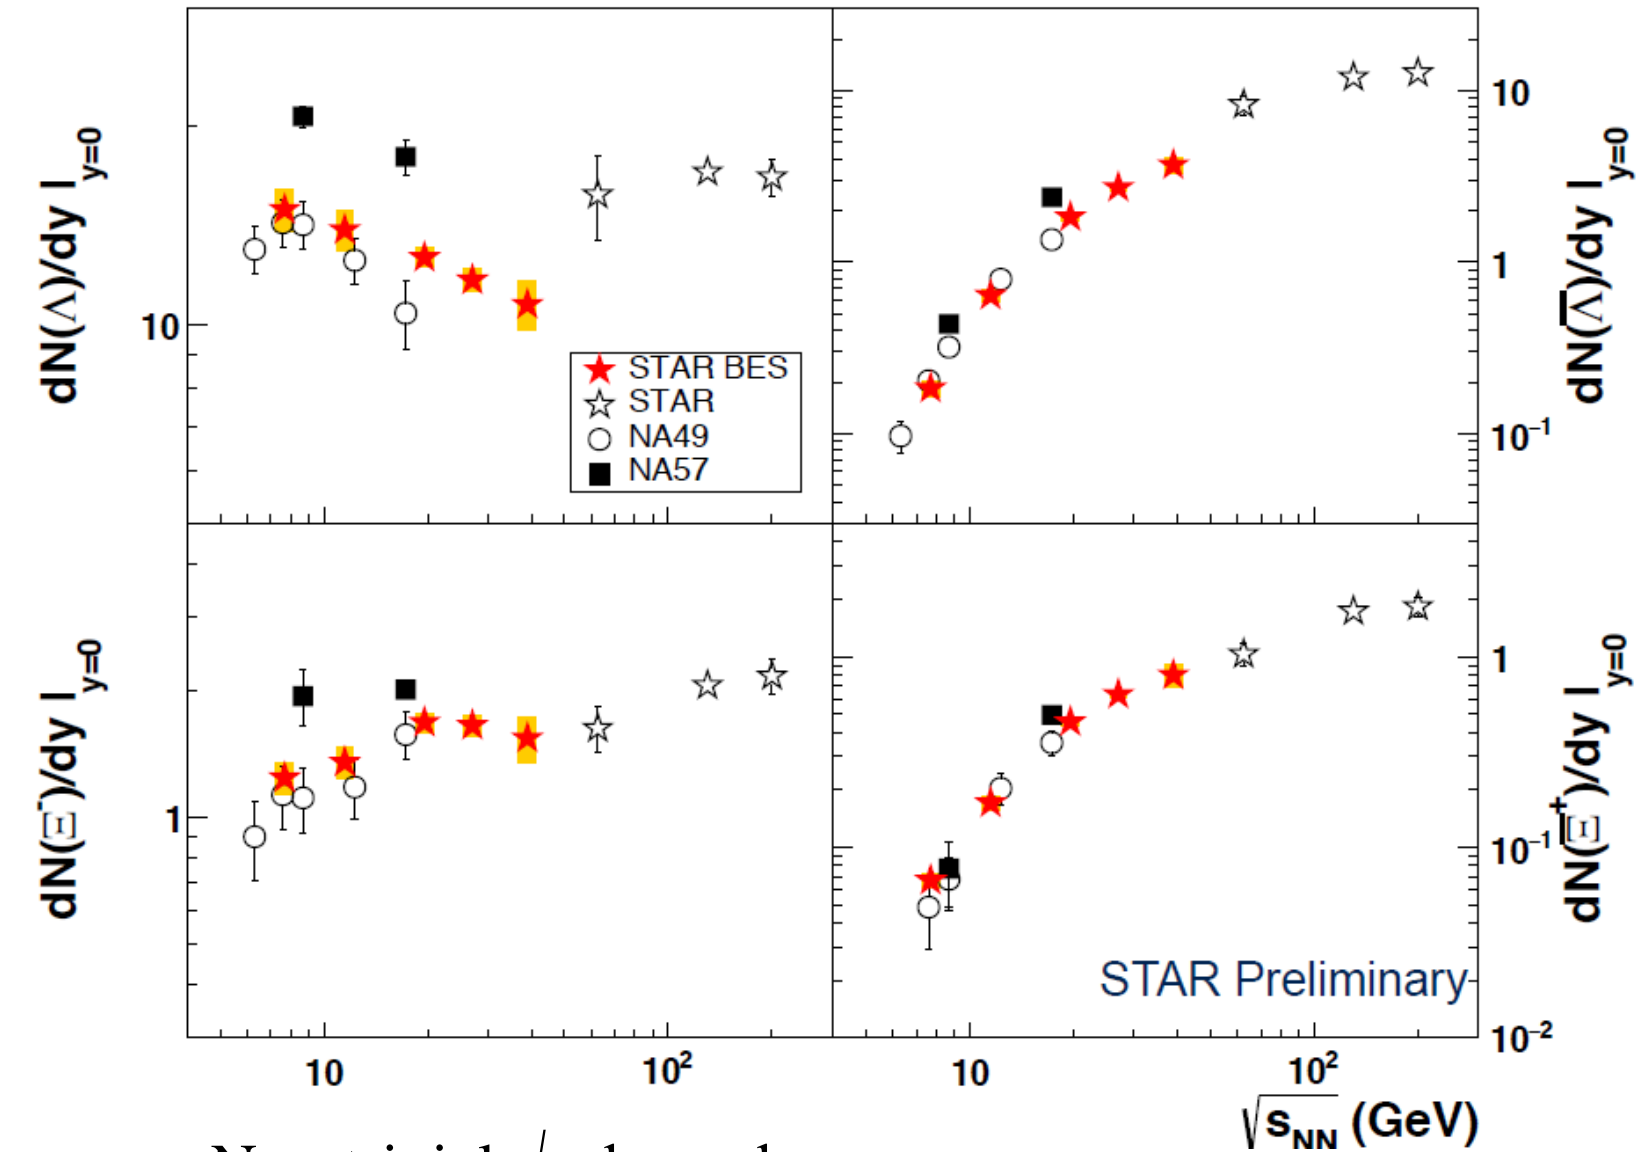 dN(Λ)/dy |y=0
10
STAR BES
STAR
NA49
NA57
dN(Λ̅)/dy |y=0
10
1
10⁻¹
dN(Ξ⁻)/dy |y=0
1
10
10²
dN(Ξ̅⁺)/dy |y=0
1
10⁻¹
10⁻²
STAR Preliminary
10
10²
√sNN (GeV)